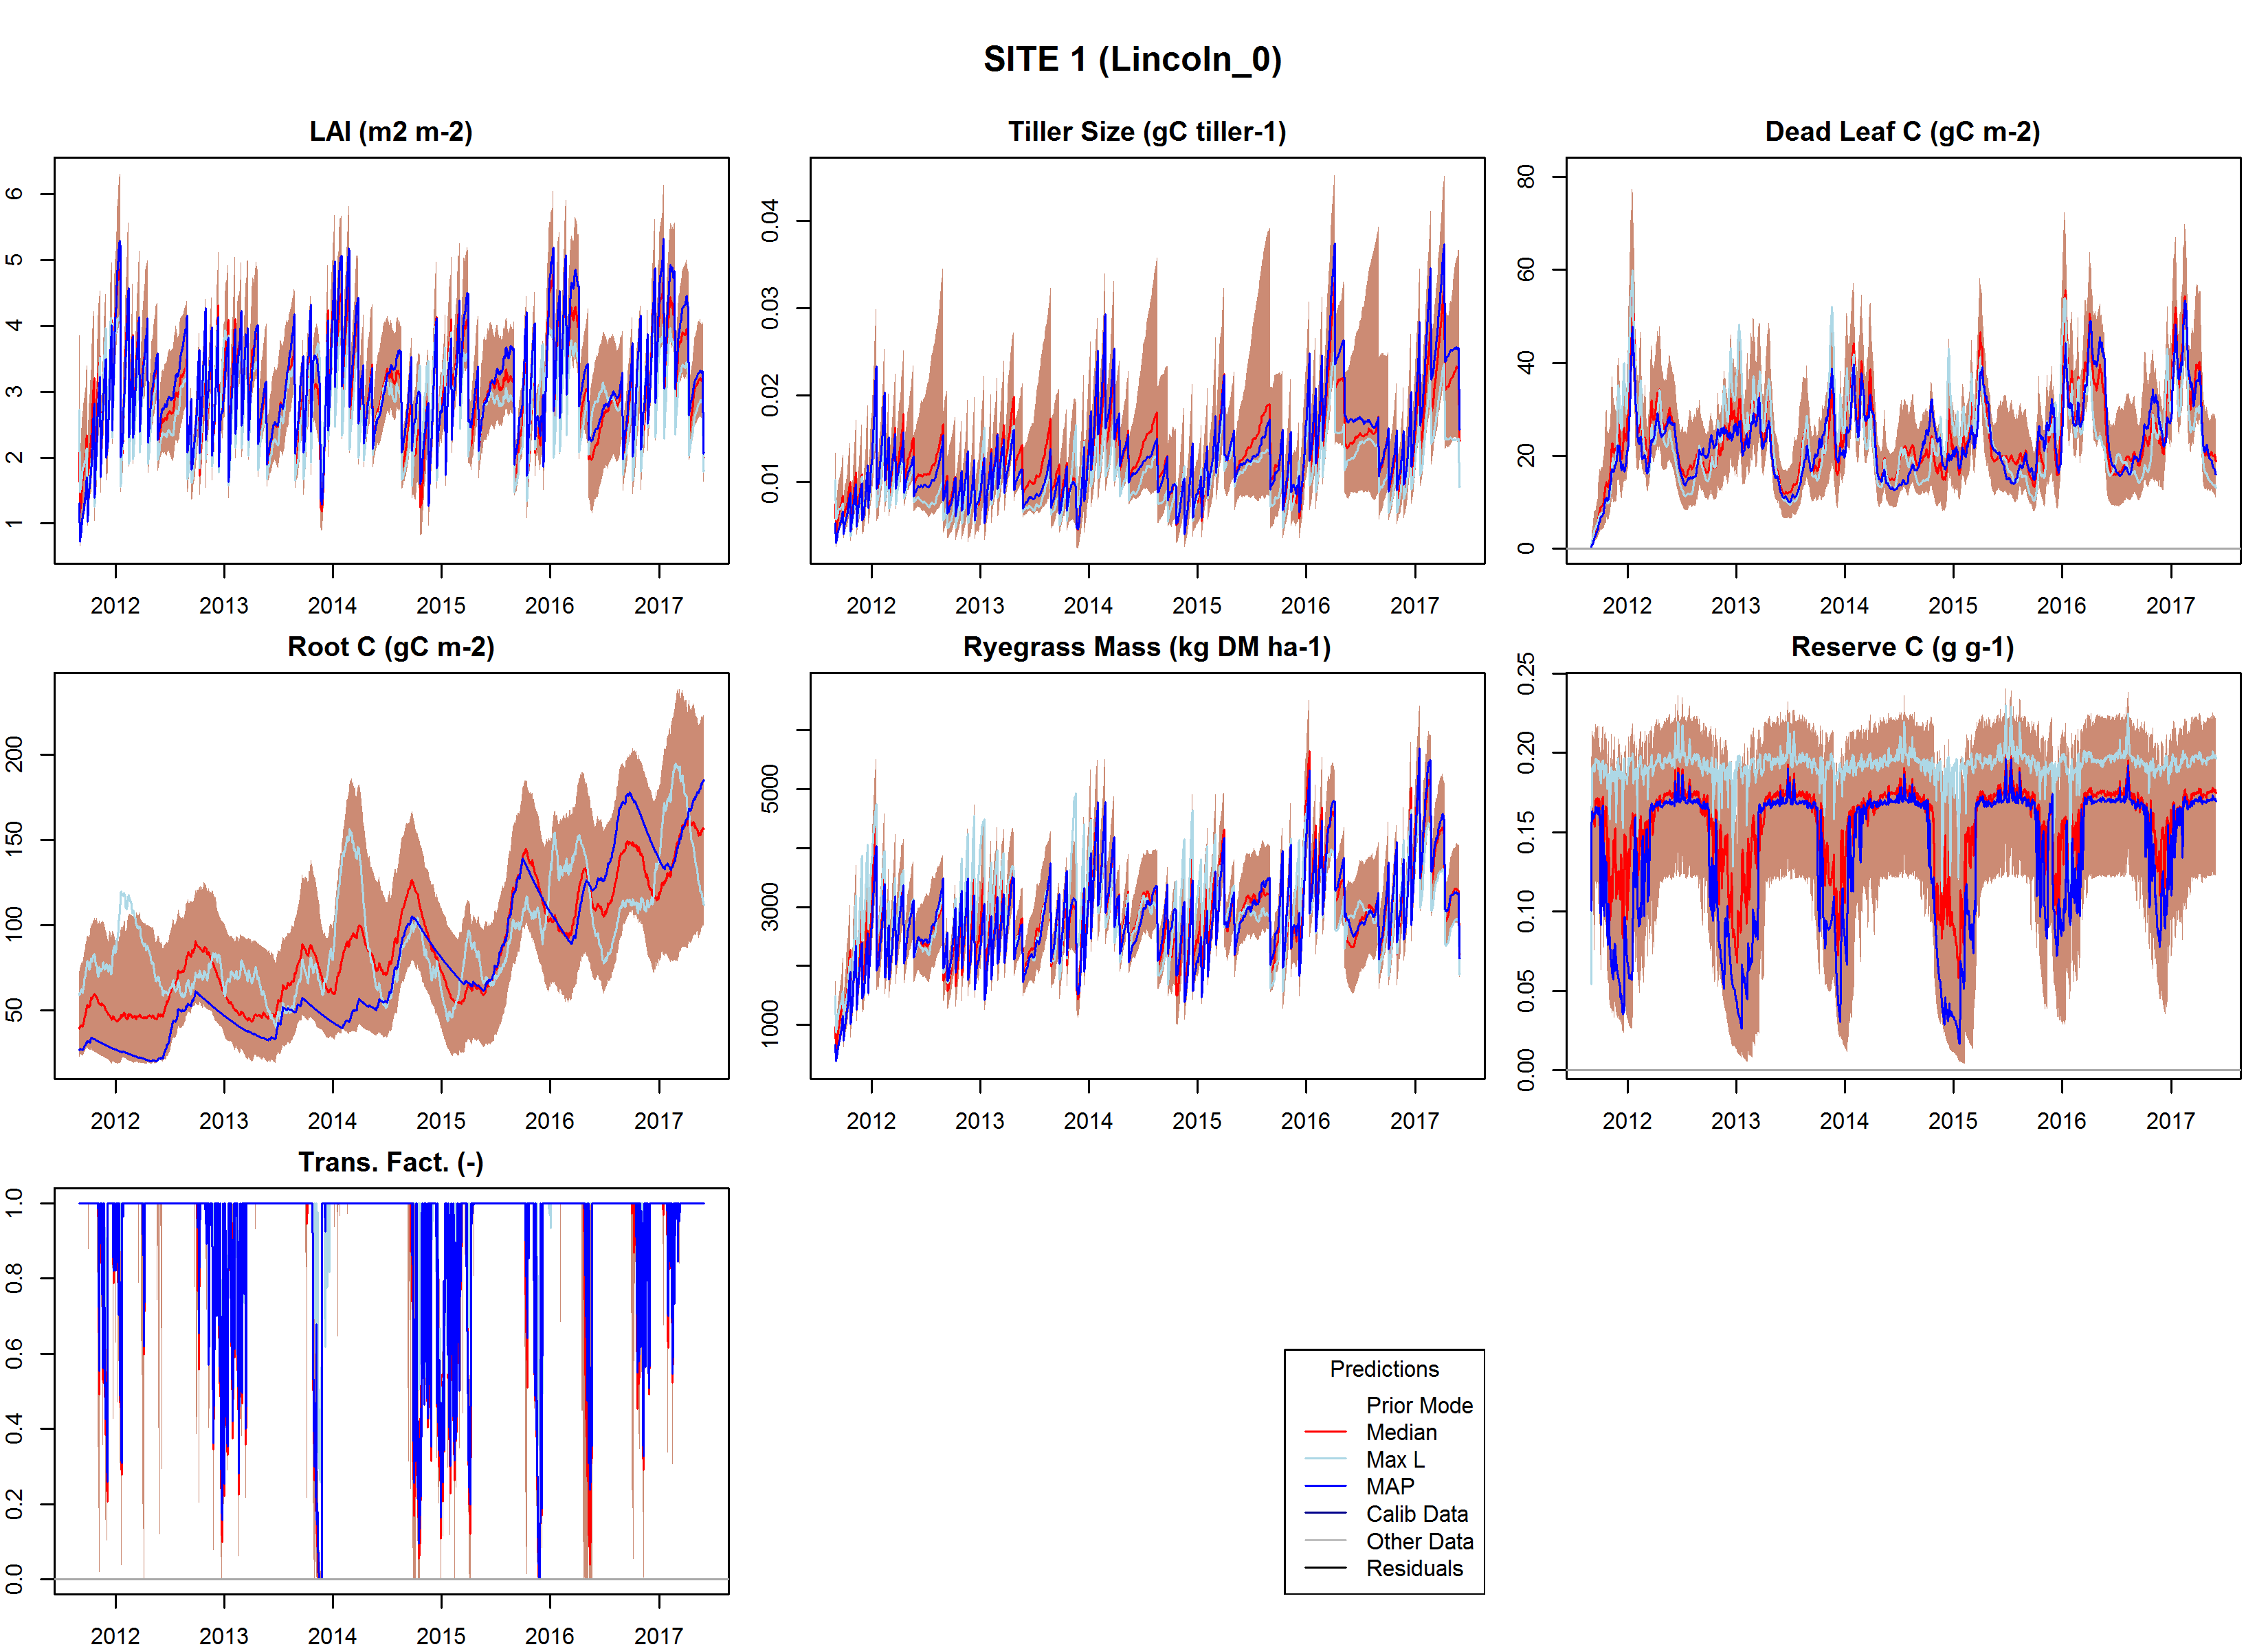 SITE 1 (Lincoln_0)
LAI (m2 m-2)
1 2 3 4 5 6
2012 2013 2014 2015 2016 2017
Tiller Size (gC tiller-1)
0.01 0.02 0.03 0.04
2012 2013 2014 2015 2016 2017
Dead Leaf C (gC m-2)
0 20 40 60 80
2012 2013 2014 2015 2016 2017
Root C (gC m-2)
50 100 150 200
2012 2013 2014 2015 2016 2017
Ryegrass Mass (kg DM ha-1)
1000 3000 5000
2012 2013 2014 2015 2016 2017
Reserve C (g g-1)
0.00 0.05 0.10 0.15 0.20 0.25
2012 2013 2014 2015 2016 2017
Trans. Fact. (-)
0.0 0.2 0.4 0.6 0.8 1.0
2012 2013 2014 2015 2016 2017
Predictions
Prior Mode
Median
Max L
MAP
Calib Data
Other Data
Residuals